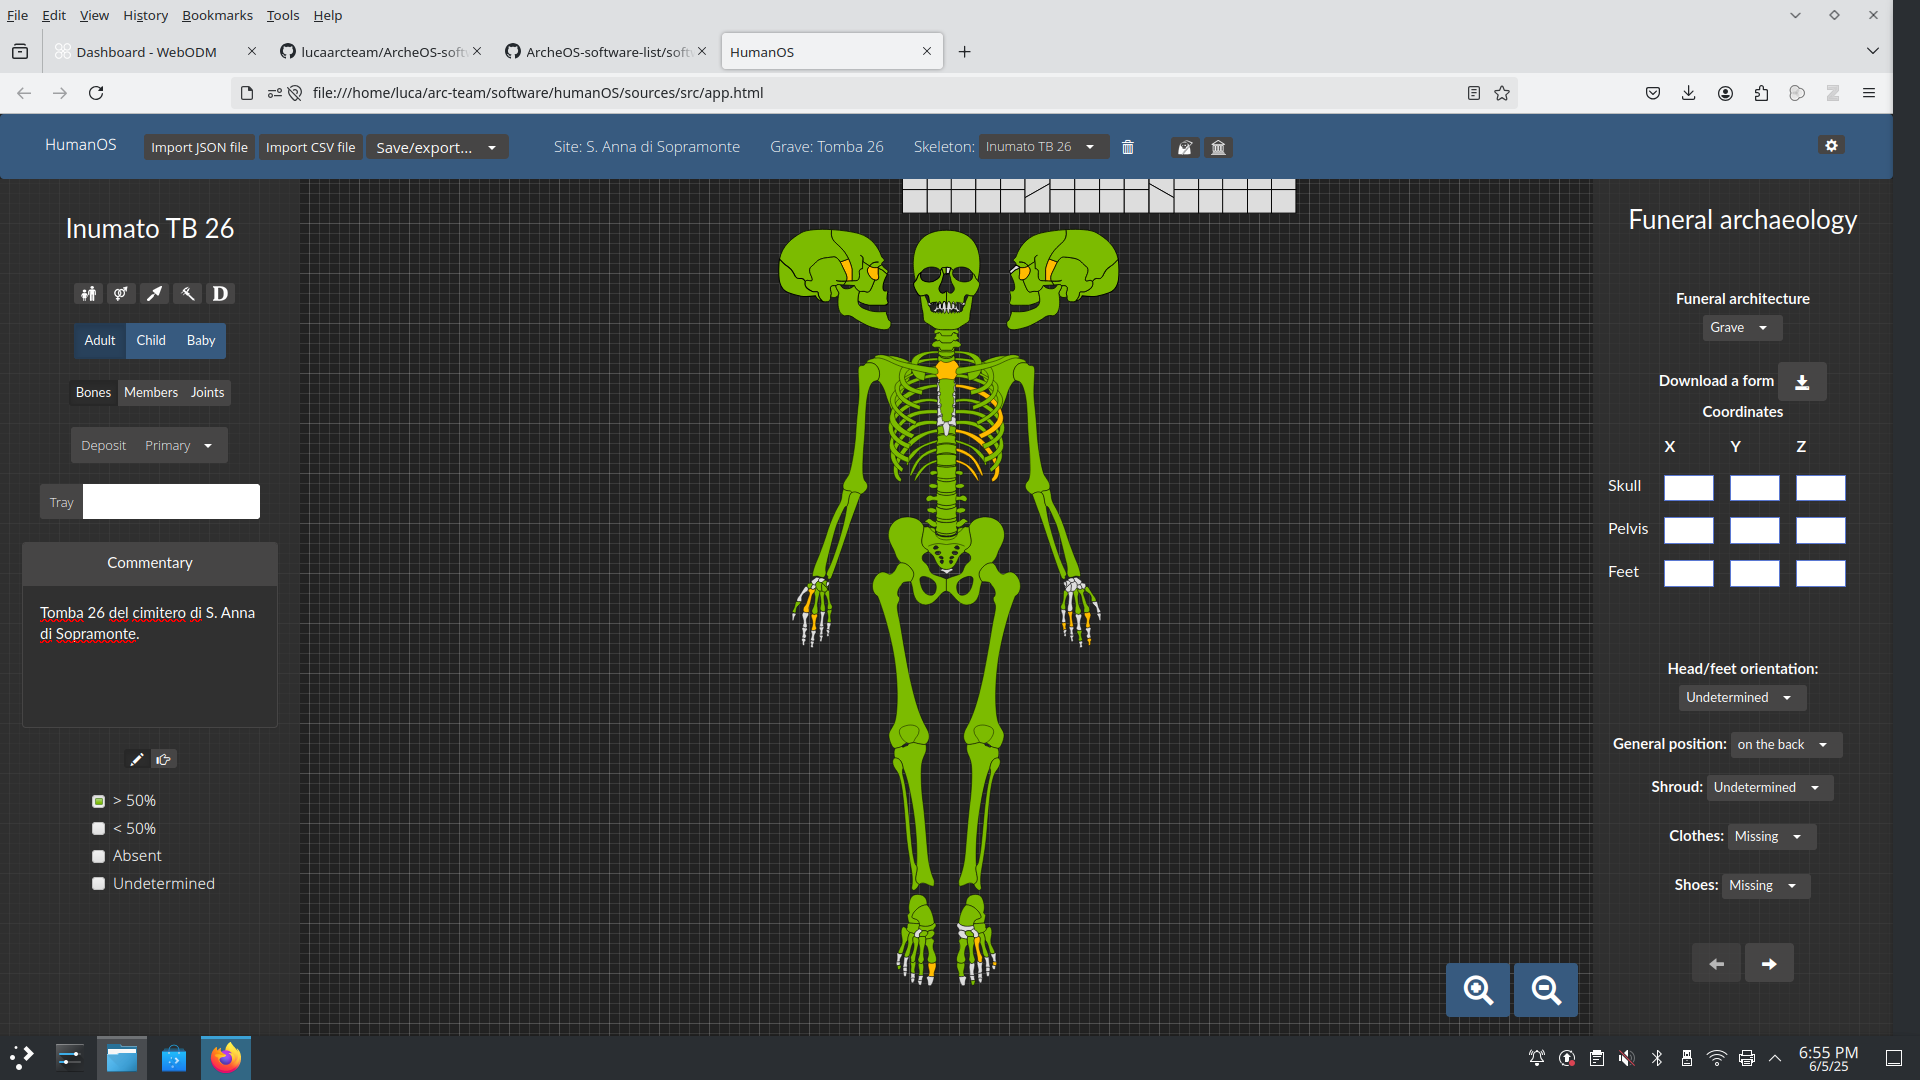 File Edit View History Bookmarks Tools Help
Dashboard - WebODM
lucaarcteam/ArcheOS-soft
ArcheOS-software-list/soft
HumanOS
file:///home/luca/arc-team/software/humanOS/sources/src/app.html
HumanOS
Import JSON file
Import CSV file
Save/export...
Site: S. Anna di Sopramonte
Grave: Tomba 26
Skeleton:
Inumato TB 26
Inumato TB 26
D
Adult Child Baby
Bones Members Joints
Deposit Primary
Tray
Commentary
Tomba 26 del cimitero di S. Anna
di Sopramonte.
> 50%
< 50%
Absent
Undetermined
Funeral archaeology
Funeral architecture
Grave
Download a form
Coordinates
X Y Z
Skull
Pelvis
Feet
Head/feet orientation:
Undetermined
General position: on the back
Shroud: Undetermined
Clothes: Missing
Shoes: Missing
6:55 PM
6/5/25